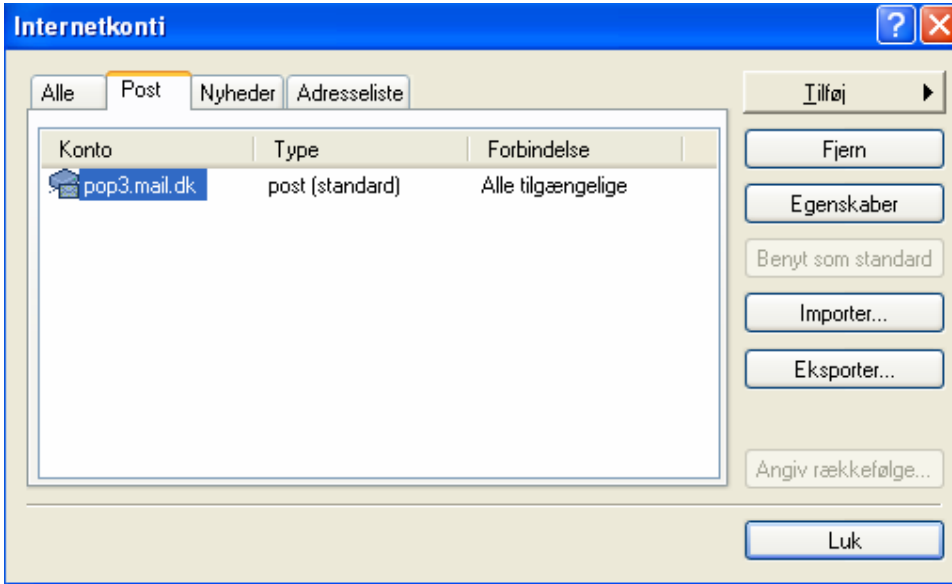 Internetkonti
Alle Post Nyheder Adresseliste
Konto Type Forbindelse
pop3.mail.dk post (standard) Alle tilgængelige
Tilføj
Fjern
Egenskaber
Benyt som standard
Importer...
Eksporter...
Angiv rækkefølge...
Luk